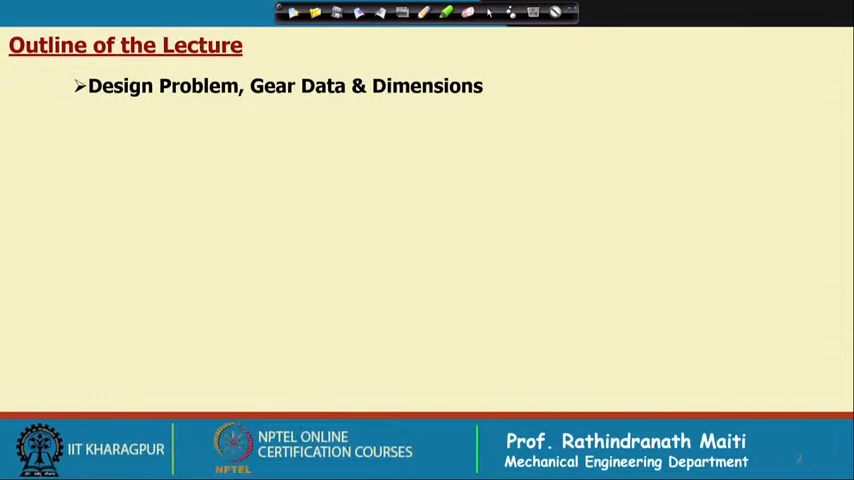 Outline of the Lecture
➢Design Problem, Gear Data & Dimensions
IIT KHARAGPUR
NPTEL
NPTEL ONLINE
CERTIFICATION COURSES
Prof. Rathindranath Maiti
Mechanical Engineering Department
2